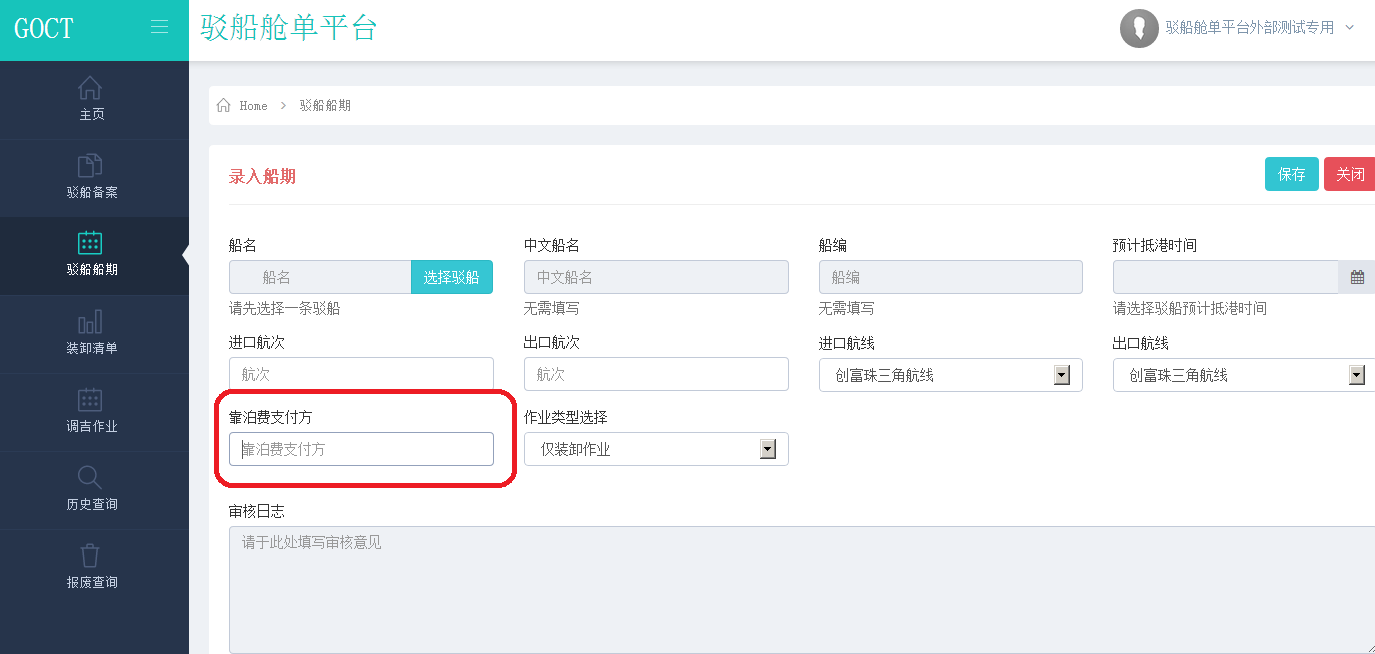 GOCT
驳船舱单平台
驳船舱单平台外部测试专用
主页
驳船备案
驳船船期
装卸清单
调吉作业
历史查询
报废查询
Home > 驳船船期
录入船期
保存
关闭
船名
中文船名
船编
预计抵港时间
船名
选择驳船
中文船名
船编
请先选择一条驳船
无需填写
无需填写
请选择驳船预计抵港时间
进口航次
出口航次
进口航线
出口航线
航次
航次
创富珠三角航线
创富珠三角航线
靠泊费支付方
作业类型选择
靠泊费支付方
仅装卸作业
审核日志
请于此处填写审核意见